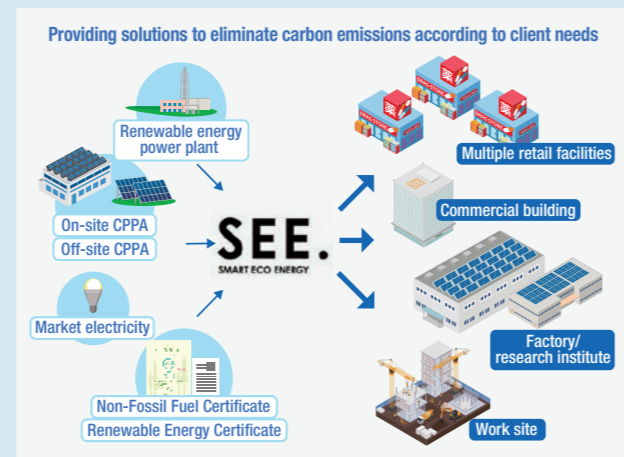 Providing solutions to eliminate carbon emissions according to client needs
Renewable energy
power plant
On-site CPPA
Off-site CPPA
Market electricity
Non-Fossil Fuel Certificate
Renewable Energy Certificate
SEE.
SMART ECO ENERGY
Multiple retail facilities
Commercial building
Factory/
research institute
Work site